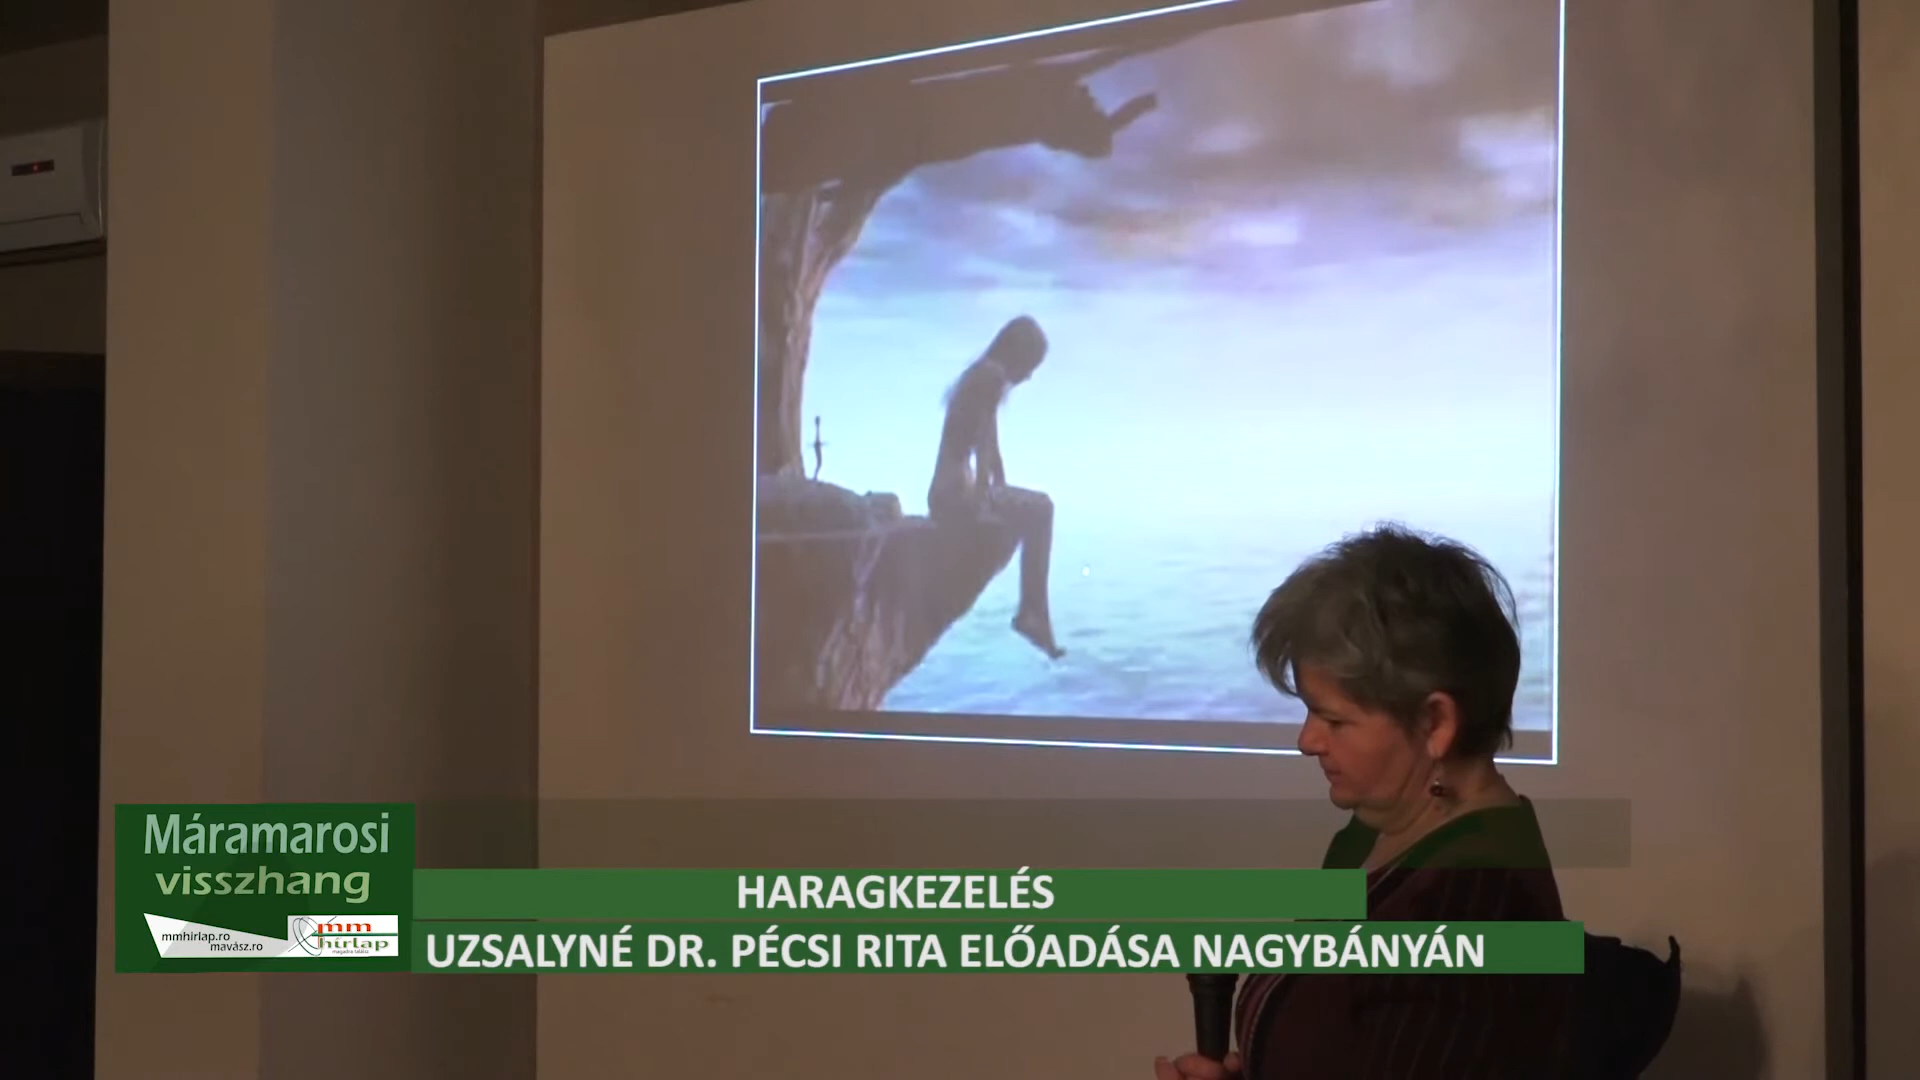 Máramarosi
visszhang
mmhirlap.ro
mavász.ro
mm
hírlap
HARAGKEZELÉS
UZSALYNÉ DR. PÉCSI RITA ELŐADÁSA NAGYBÁNYÁN